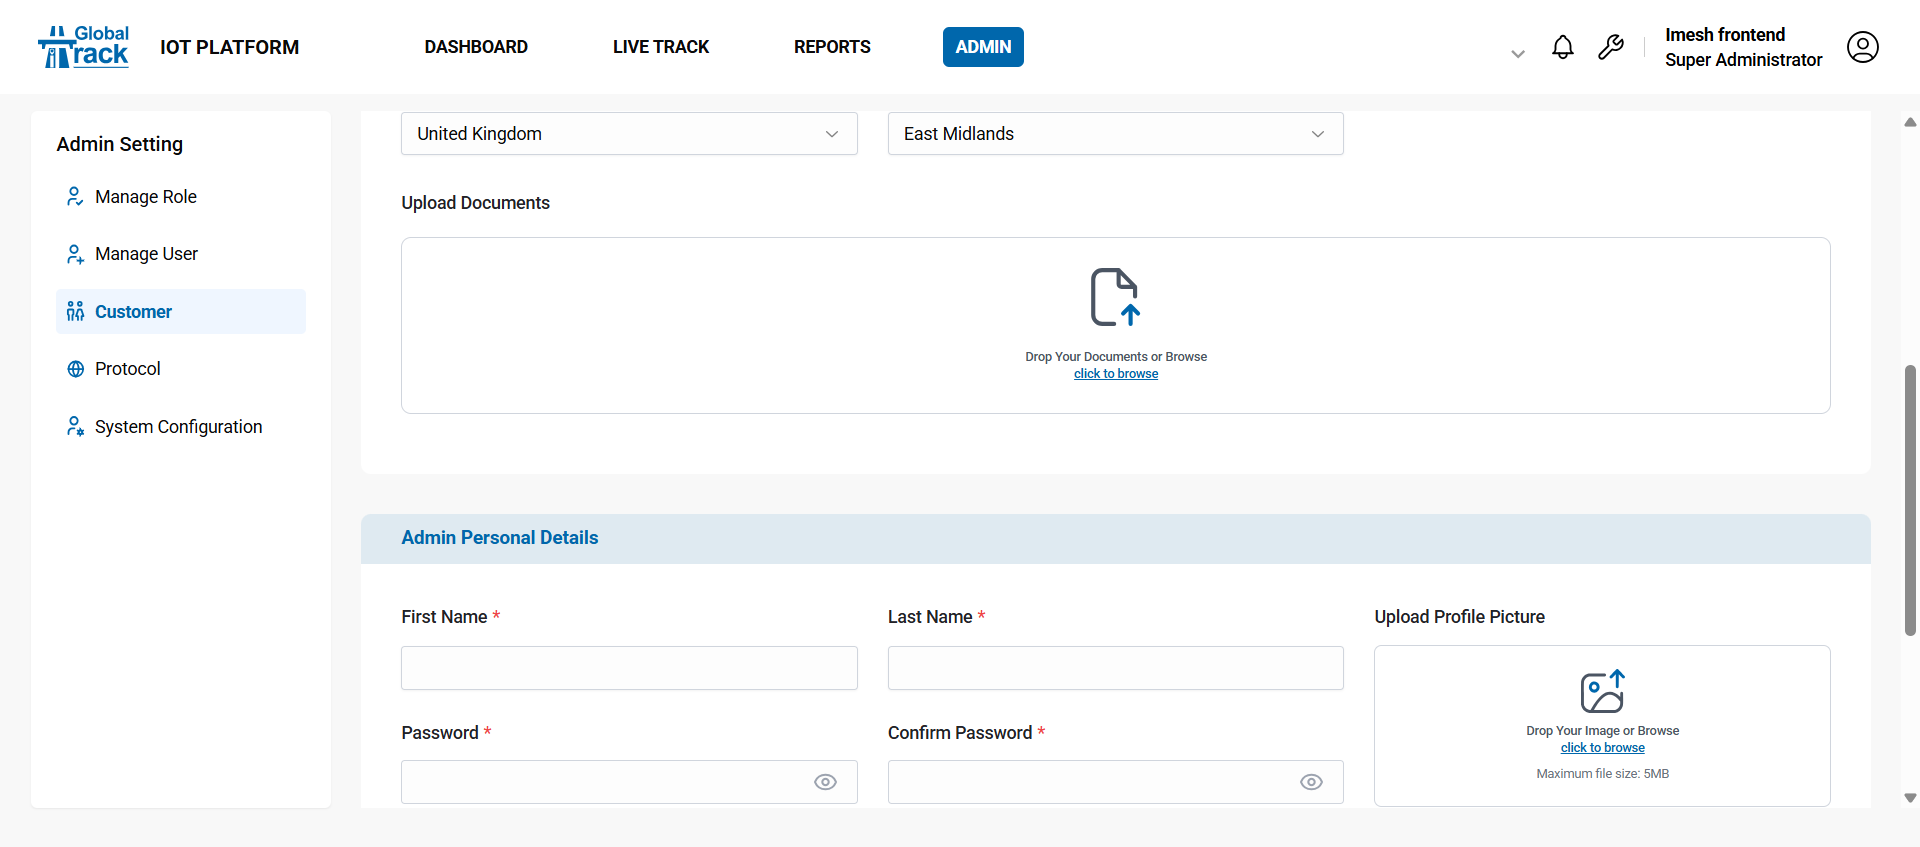 Global
Track
IOT PLATFORM
DASHBOARD
LIVE TRACK
REPORTS
ADMIN
Imesh frontend
Super Administrator
Admin Setting
Manage Role
Manage User
Customer
Protocol
System Configuration
United Kingdom
East Midlands
Upload Documents
Drop Your Documents or Browse
click to browse
Admin Personal Details
First Name *
Last Name *
Upload Profile Picture
Drop Your Image or Browse
click to browse
Maximum file size: 5MB
Password *
Confirm Password *